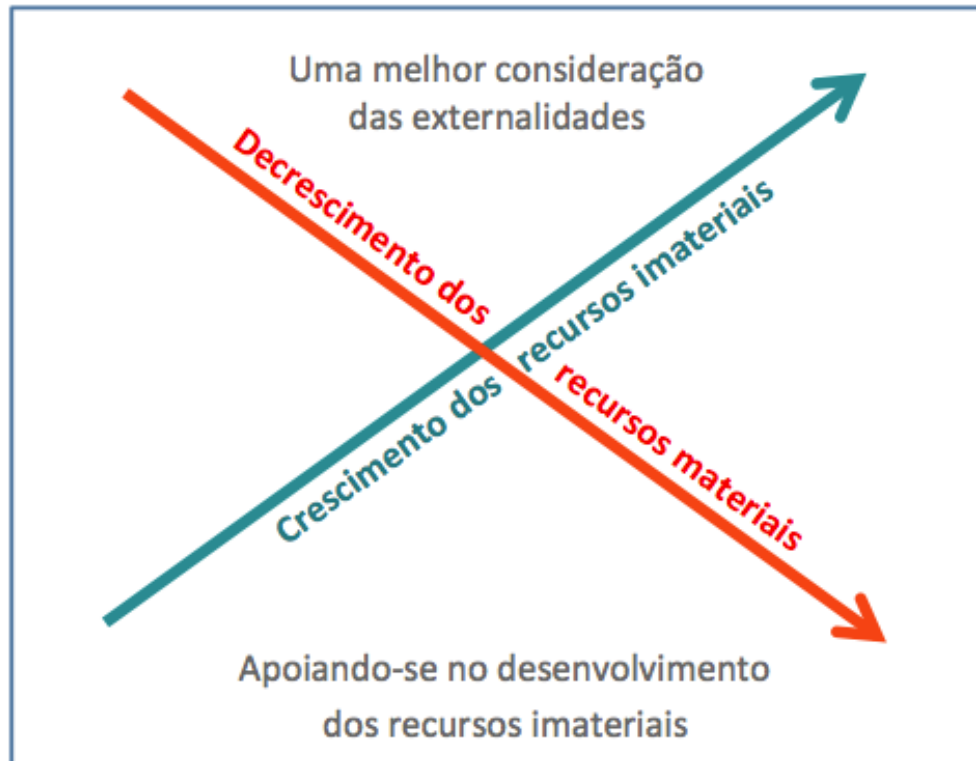 Uma melhor consideração
das externalidades
Decrescimento dos recursos materiais
Crescimento dos recursos imateriais
Apoiando-se no desenvolvimento
dos recursos imateriais